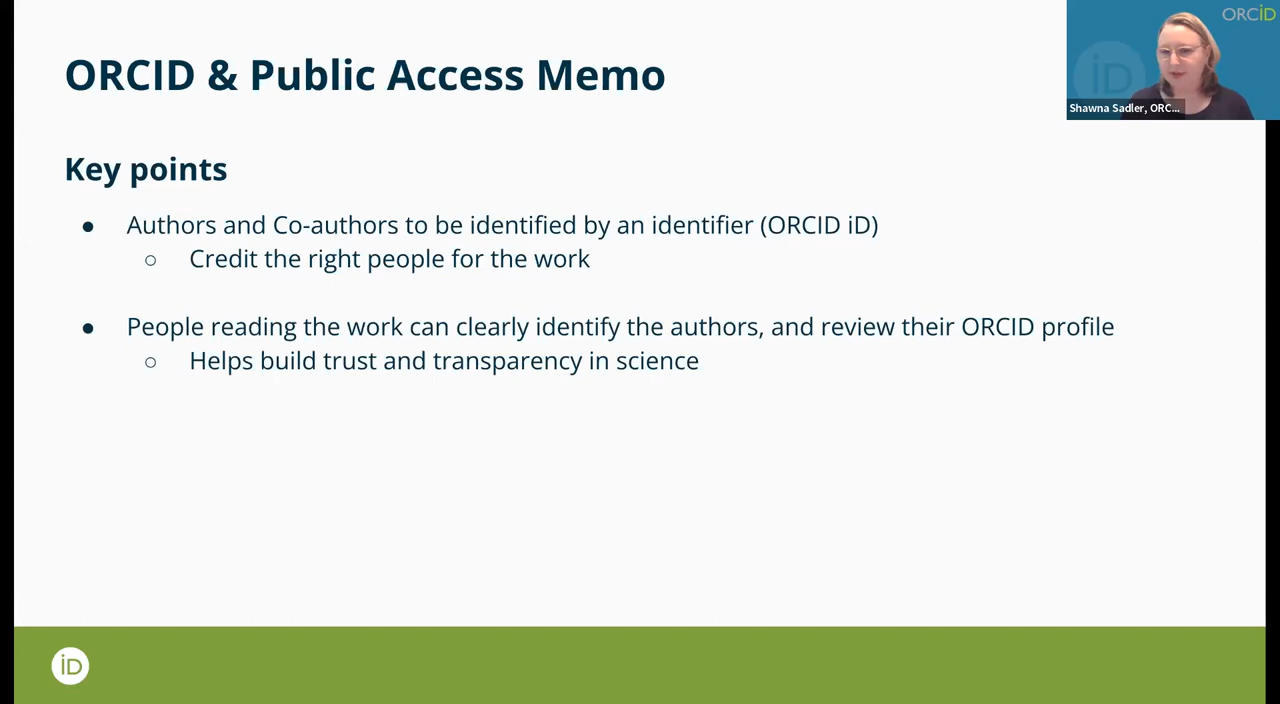 ORCID & Public Access Memo
ORCiD
iD
Shawna Sadler, ORC...
Key points
● Authors and Co-authors to be identified by an identifier (ORCID iD)
○ Credit the right people for the work
● People reading the work can clearly identify the authors, and review their ORCID profile
○ Helps build trust and transparency in science
iD